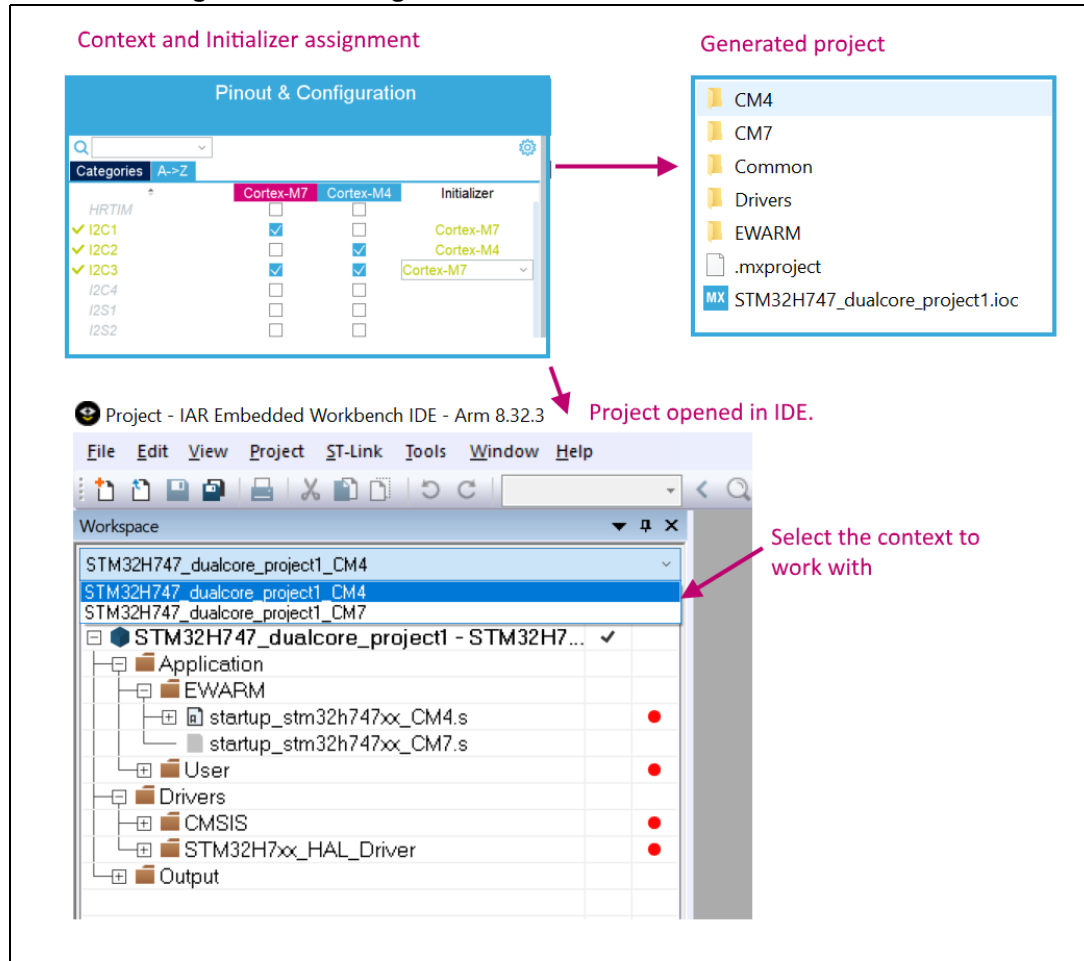 Context and Initializer assignment
Generated project
Pinout & Configuration
Categories A->Z
Cortex-M7 Cortex-M4 Initializer
HRTIM
I2C1 Cortex-M7
I2C2 Cortex-M4
I2C3 Cortex-M7
I2C4
I2S1
I2S2
CM4
CM7
Common
Drivers
EWARM
.mxproject
MX STM32H747_dualcore_project1.ioc
Project - IAR Embedded Workbench IDE - Arm 8.32.3
Project opened in IDE.
File Edit View Project ST-Link Tools Window Help
Workspace
Select the context to
work with
STM32H747_dualcore_project1_CM4
STM32H747_dualcore_project1_CM4
STM32H747_dualcore_project1_CM7
STM32H747_dualcore_project1 - STM32H7...
Application
EWARM
startup_stm32h747xx_CM4.s
startup_stm32h747xx_CM7.s
User
Drivers
CMSIS
STM32H7xx_HAL_Driver
Output